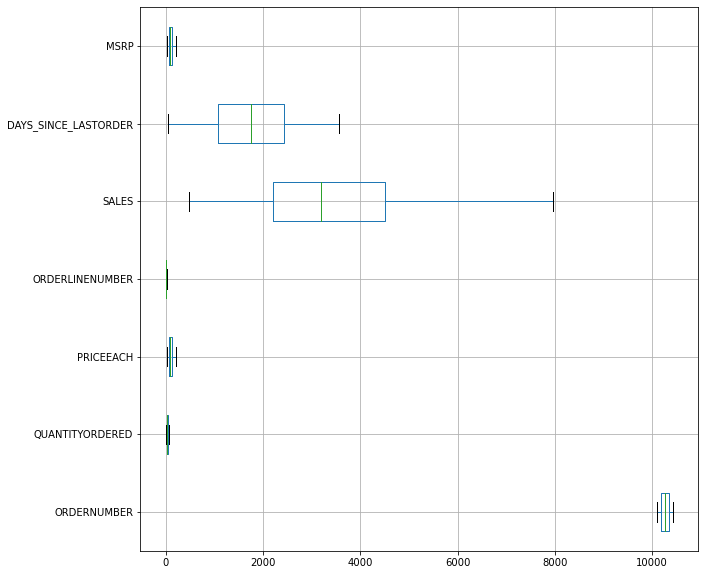 MSRP
DAYS_SINCE_LASTORDER
SALES
ORDERLINENUMBER
PRICEEACH
QUANTITYORDERED
ORDERNUMBER
0 2000 4000 6000 8000 10000